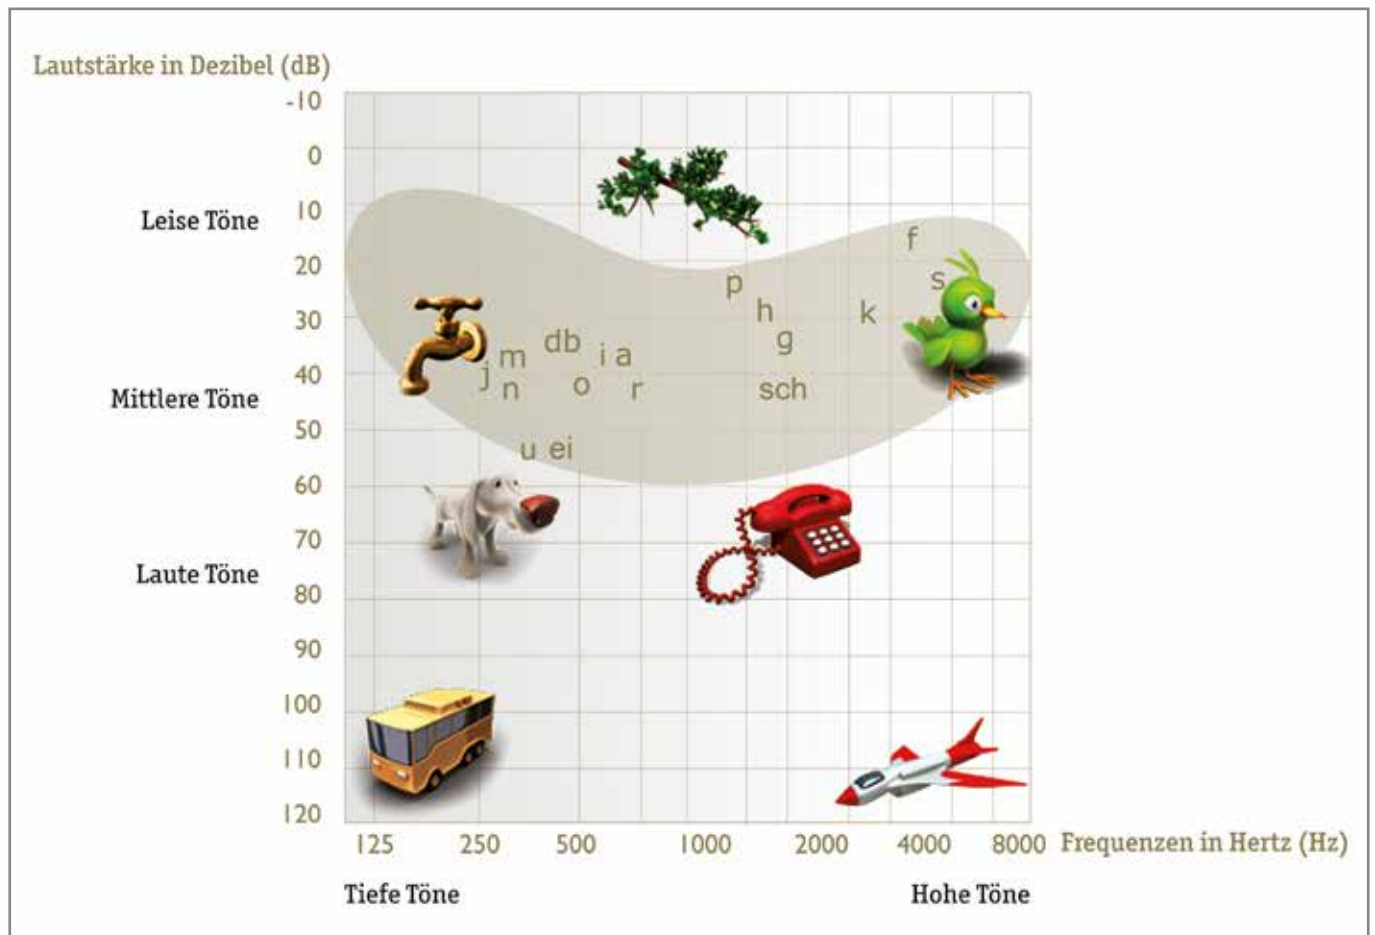 Lautstärke in Dezibel (dB)
-10
0
Leise Töne
10
f
20
s
p
30
h
k
db
g
m
i a
j
40
n
o
r
sch
Mittlere Töne
50
u ei
60
70
Laute Töne
80
90
100
110
120
125 250 500 1000 2000 4000 8000 Frequenzen in Hertz (Hz)
Tiefe Töne Hohe Töne